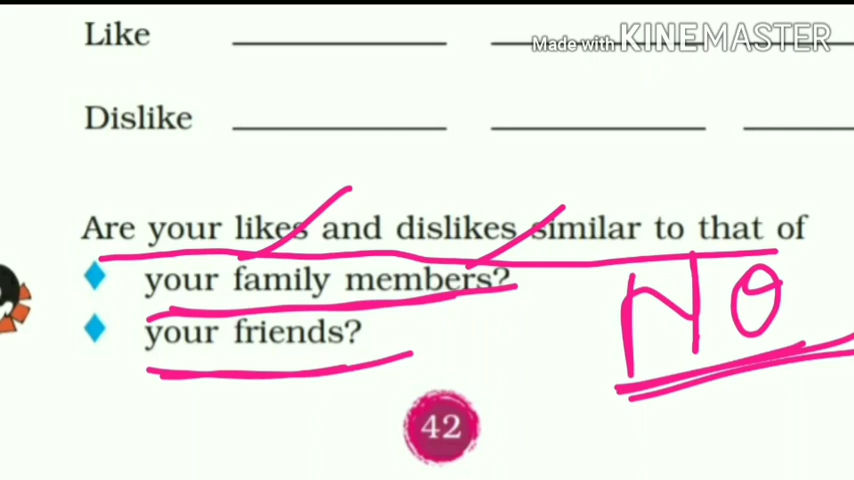 Like
Made with KINEMASTER
Dislike
Are your likes and dislikes similar to that of
your family members?
your friends?
NO
42